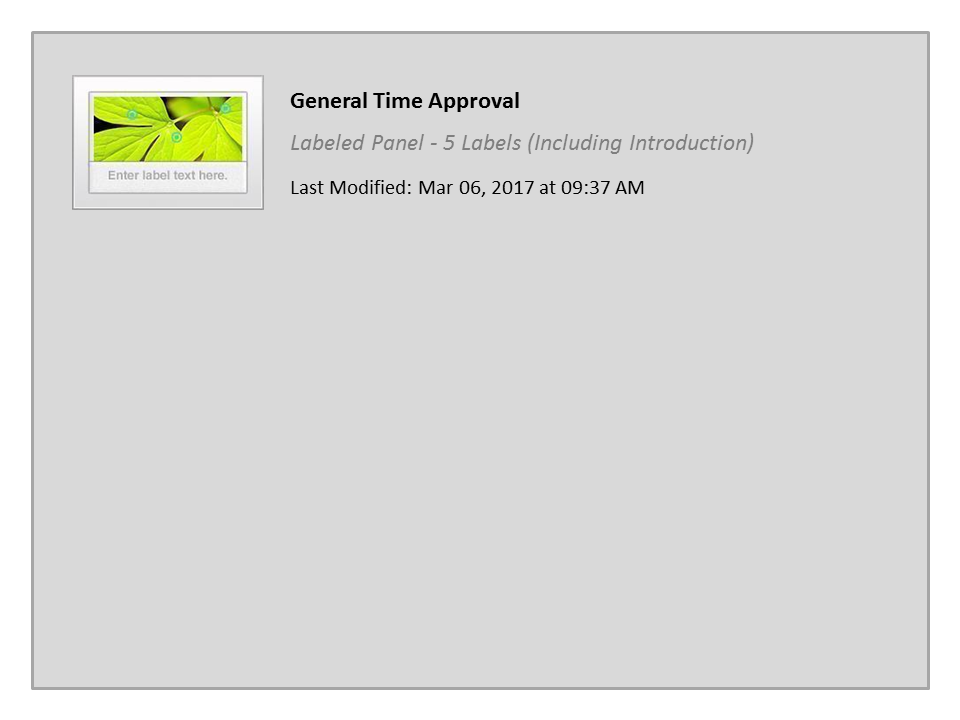 General Time Approval
Labeled Panel - 5 Labels (Including Introduction)
Enter label text here.
Last Modified: Mar 06, 2017 at 09:37 AM